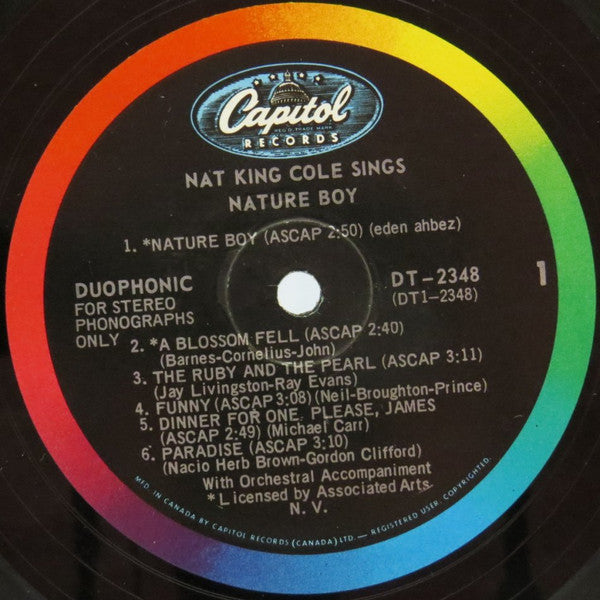 Capitol
REG'D. TRADE MARK
RECORDS
NAT KING COLE SINGS
NATURE BOY
1. *NATURE BOY (ASCAP 2:50) (eden ahbez)
DUOPHONIC
FOR STEREO
PHONOGRAPHS
ONLY
DT-2348
(DT1-2348)
1
2. *A BLOSSOM FELL (ASCAP 2:40)
(Barnes-Cornelius-John)
3. THE RUBY AND THE PEARL (ASCAP 3:11)
(Jay Livingston-Ray Evans)
4. FUNNY (ASCAP 3:08) (Neil-Broughton-Prince)
5. DINNER FOR ONE, PLEASE, JAMES
(ASCAP 2:49) (Michael Carr)
6. PARADISE (ASCAP 3:10)
(Nacio Herb Brown-Gordon Clifford)
With Orchestral Accompaniment
*Licensed by Associated Arts.
N. V.
MFD. IN CANADA BY CAPITOL RECORDS (CANADA) LTD. — REGISTERED USER. COPYRIGHTED.